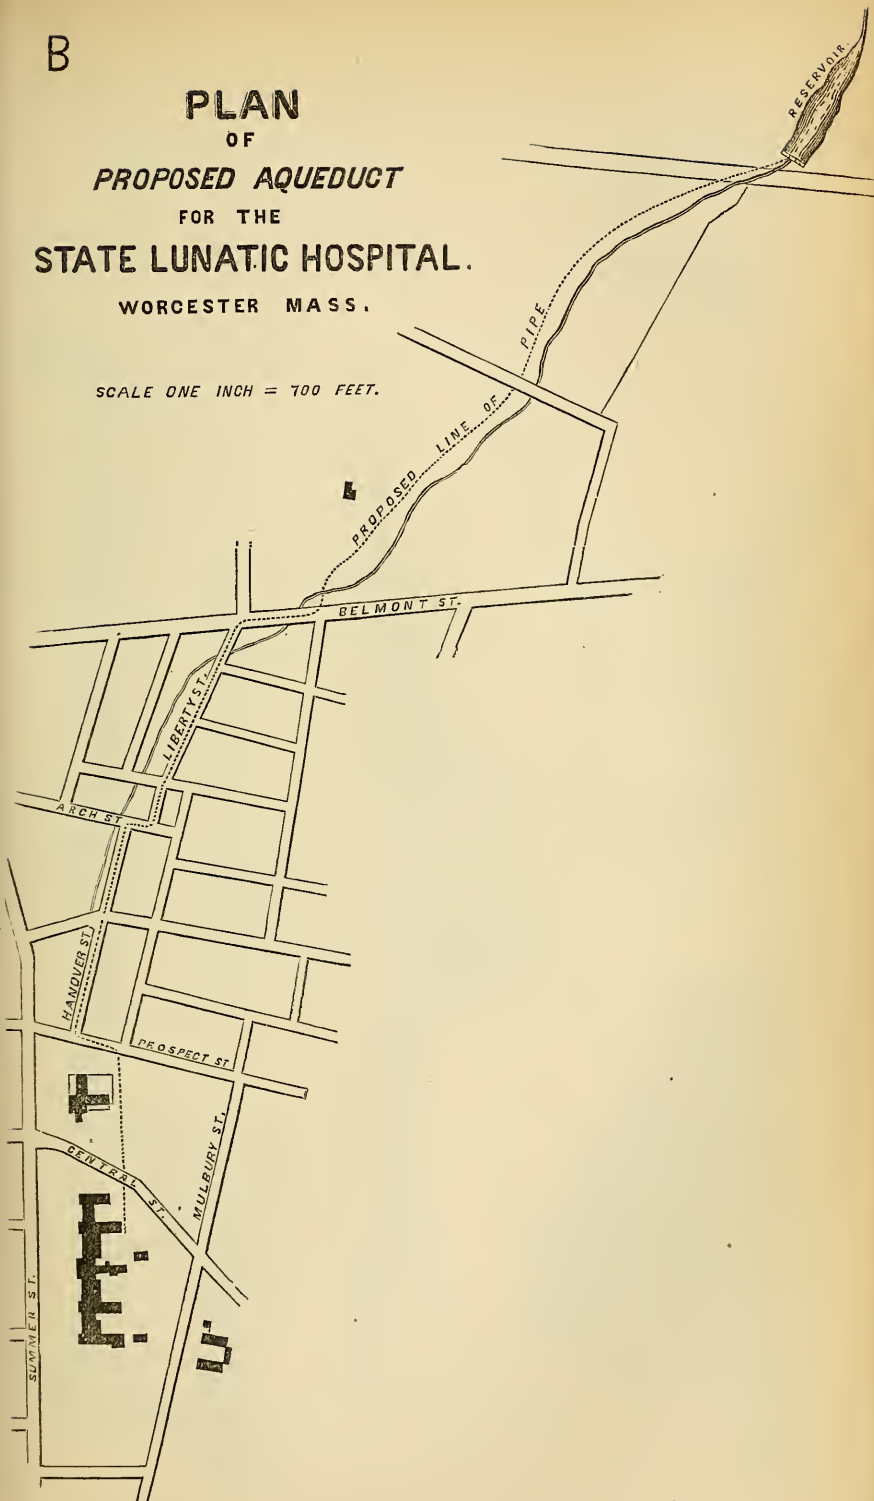 B
PLAN
OF
PROPOSED AQUEDUCT
FOR THE
STATE LUNATIC HOSPITAL.
WORCESTER MASS.
SCALE ONE INCH = 700 FEET.
RESERVOIR.
PROPOSED LINE OF PIPE
BELMONT ST.
LIBERTY ST.
ARCH ST
HANOVER ST.
PROSPECT ST
CENTRAL ST.
MULBURY ST.
SUMMER ST.